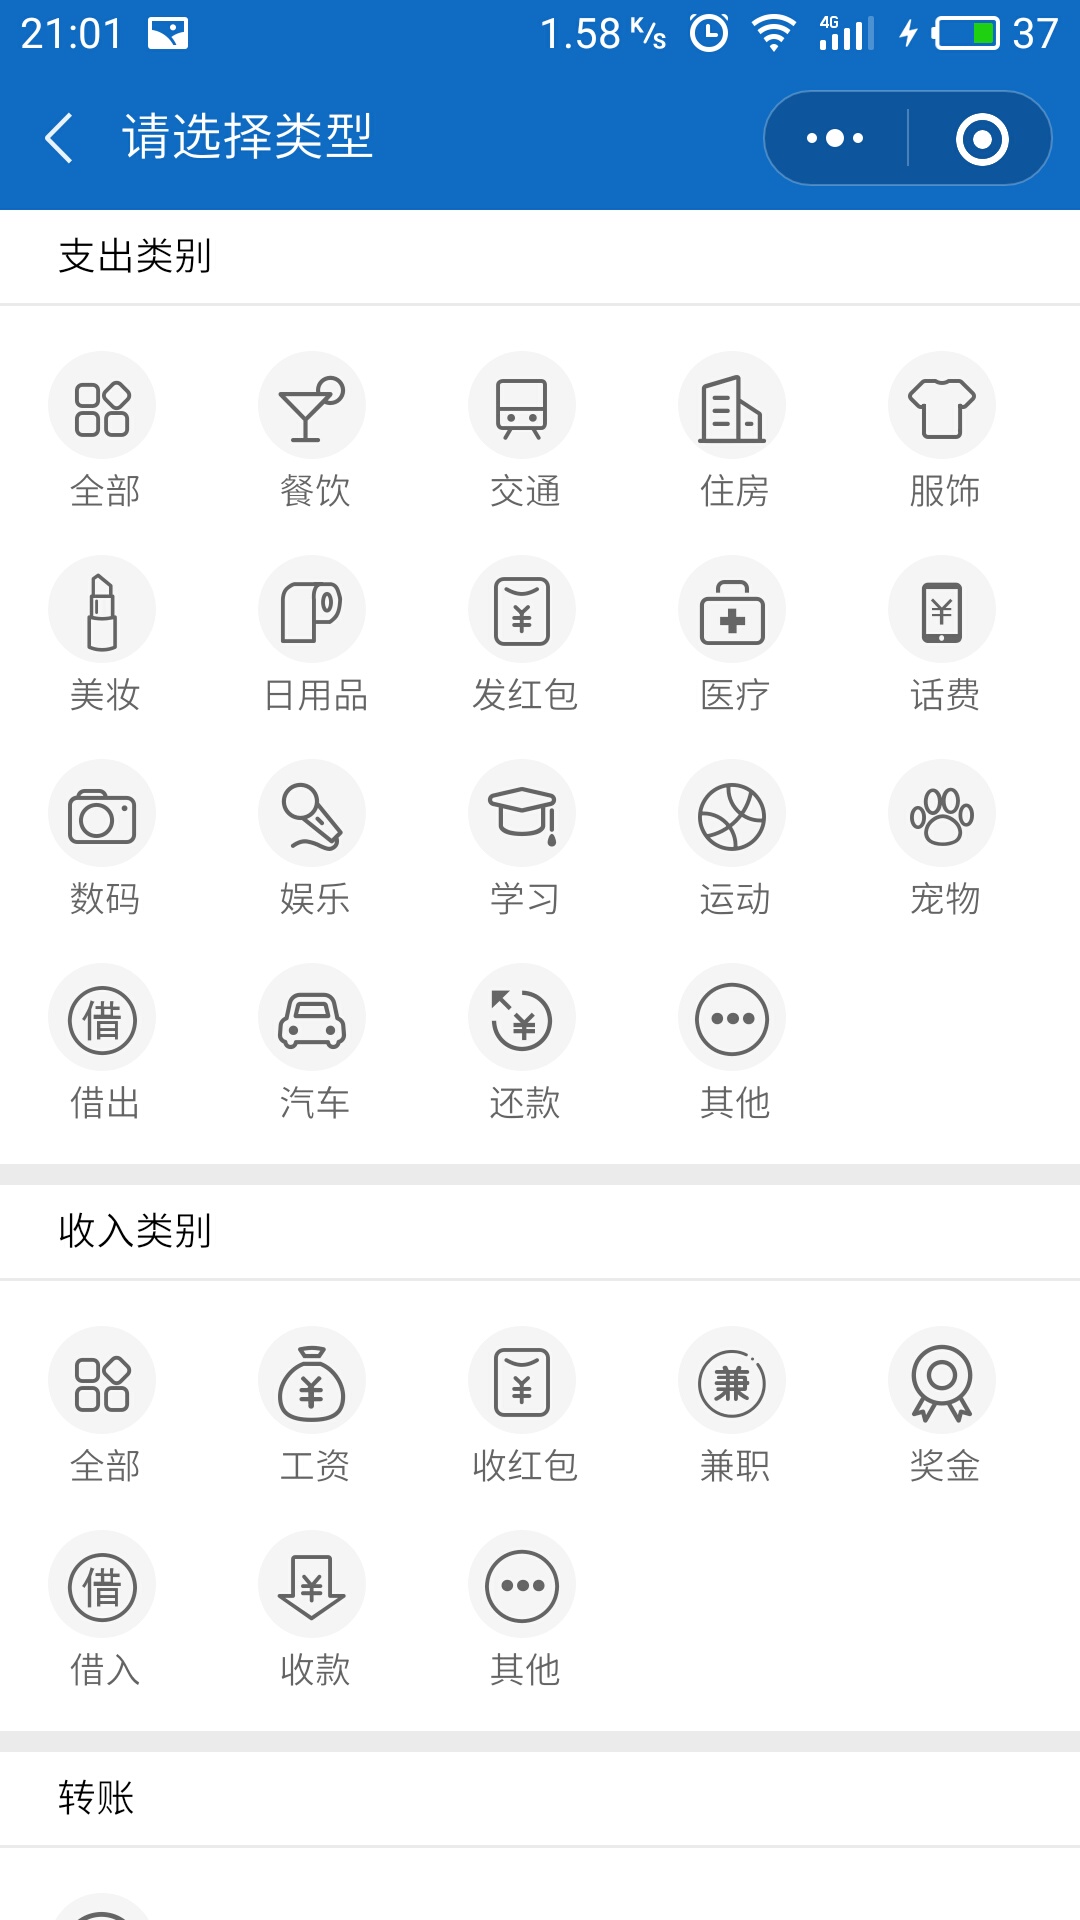 21:01 1.58 K/s 4G 37
请选择类型
支出类别
全部 餐饮 交通 住房 服饰
¥ ¥
美妆 日用品 发红包 医疗 话费
数码 娱乐 学习 运动 宠物
借 ¥
借出 汽车 还款 其他
收入类别
¥ ¥ 兼
全部 工资 收红包 兼职 奖金
借 ¥
借入 收款 其他
转账